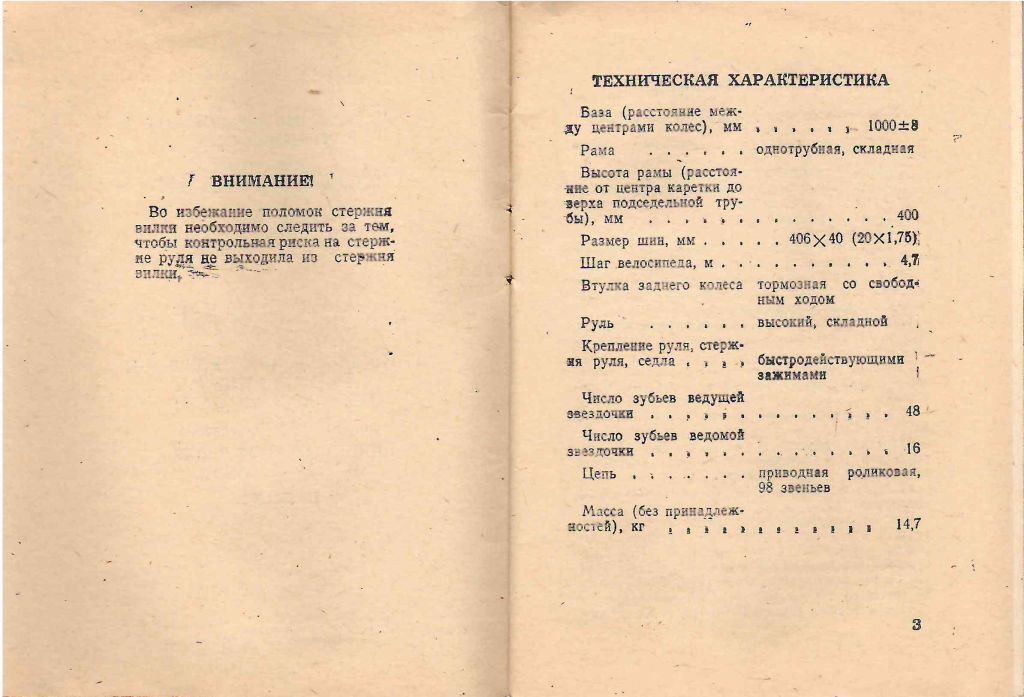 ВНИМАНИЕ!
Во избежание поломок стержня
вилки необходимо следить за тем,
чтобы контрольная риска на стерж-
не руля не выходила из стержня
вилки.
ТЕХНИЧЕСКАЯ ХАРАКТЕРИСТИКА
База (расстояние меж-
ду центрами колес), мм . . . . . . 1000±8
Рама . . . . . . однотрубная, складная
Высота рамы (расстоя-
ние от центра каретки до
верха подседельной тру-
бы), мм . . . . . . . . . . . . . . 400
Размер шин, мм . . . . . 406×40 (20×1,75)
Шаг велосипеда, м . . . . . . . . . . 4,7
Втулка заднего колеса тормозная со свобод-
ным ходом
Руль . . . . . . высокий, складной
Крепление руля, стерж-
ня руля, седла . . . . быстродействующими
зажимами
Число зубьев ведущей
звездочки . . . . . . . . . . . . . . 48
Число зубьев ведомой
звездочки . . . . . . . . . . . . . . 16
Цепь . . . . . . . приводная роликовая,
98 звеньев
Масса (без принадлеж-
ностей), кг . . . . . . . . . . . . 14,7
3